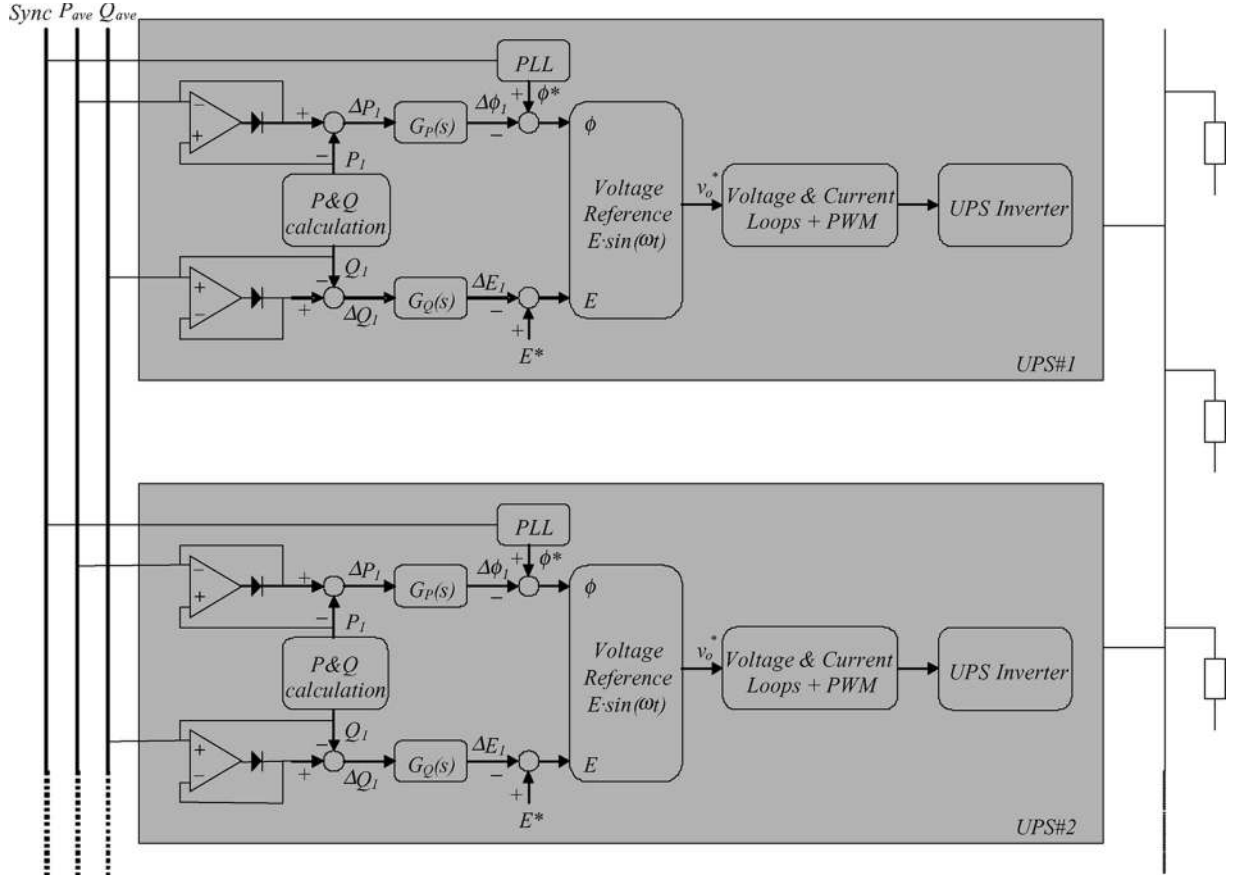 Sync P_ave Q_ave
PLL
+ ϕ*
−
+
+ ΔP_1
G_P(s)
Δϕ_1
−
ϕ
− P_1
P&Q
calculation
Voltage
Reference
E·sin(ωt)
v_o^*
Voltage & Current
Loops + PWM
UPS Inverter
− Q_1
+
−
+ ΔQ_1
G_Q(s)
ΔE_1
−
+
E
E*
UPS#1
PLL
+ ϕ*
−
+
+ ΔP_1
G_P(s)
Δϕ_1
−
ϕ
− P_1
P&Q
calculation
Voltage
Reference
E·sin(ωt)
v_o^*
Voltage & Current
Loops + PWM
UPS Inverter
− Q_1
+
−
+ ΔQ_1
G_Q(s)
ΔE_1
−
+
E
E*
UPS#2